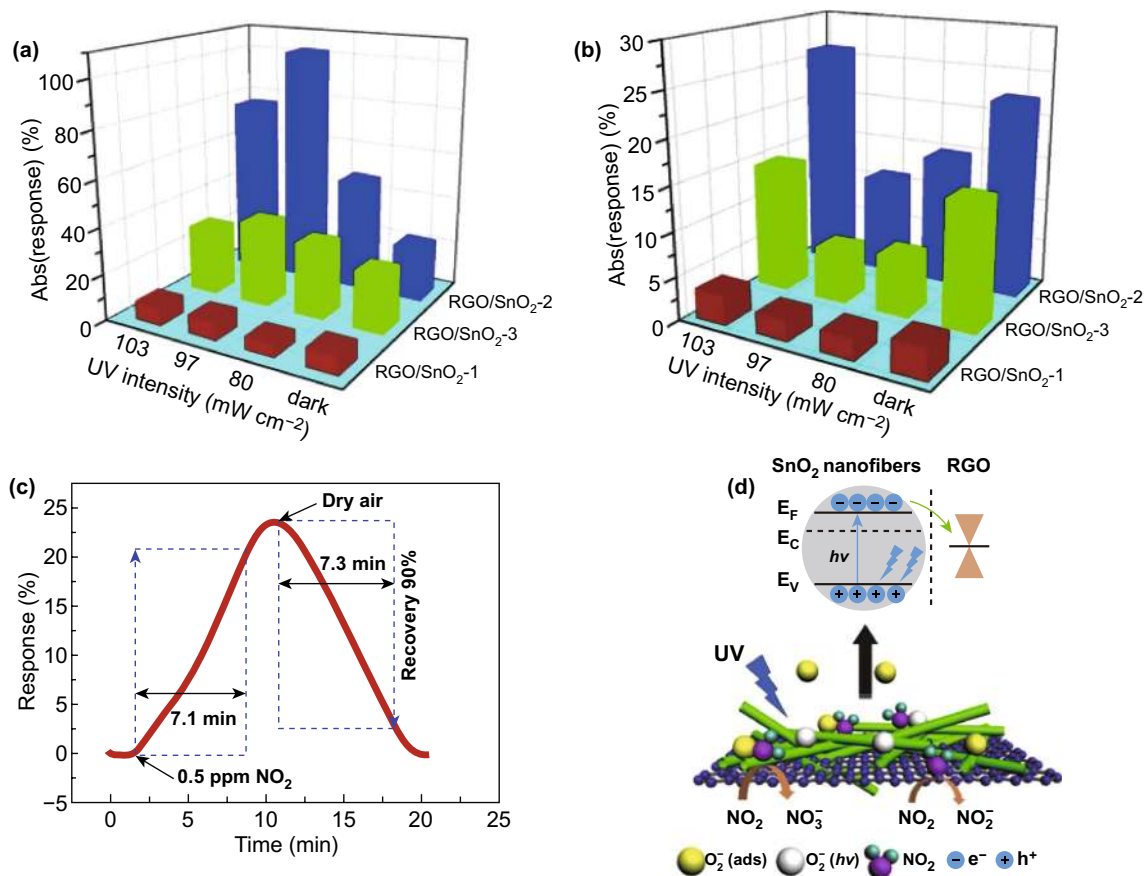 (a)
Abs(response) (%)
100
80
60
40
20
0
103
97
80
dark
UV intensity (mW cm⁻²)
RGO/SnO₂-2
RGO/SnO₂-3
RGO/SnO₂-1
(b)
Abs(response) (%)
30
25
20
15
10
5
0
103
97
80
dark
UV intensity (mW cm⁻²)
RGO/SnO₂-2
RGO/SnO₂-3
RGO/SnO₂-1
(c)
Response (%)
25
20
15
10
5
0
−5
Dry air
7.3 min
Recovery 90%
7.1 min
0.5 ppm NO₂
0 5 10 15 20 25
Time (min)
(d)
SnO₂ nanofibers RGO
E_F
E_C
hv
E_V
UV
NO₂ NO₃⁻ NO₂ NO₂⁻
O₂⁻ (ads) O₂⁻ (hv) NO₂ e⁻ h⁺